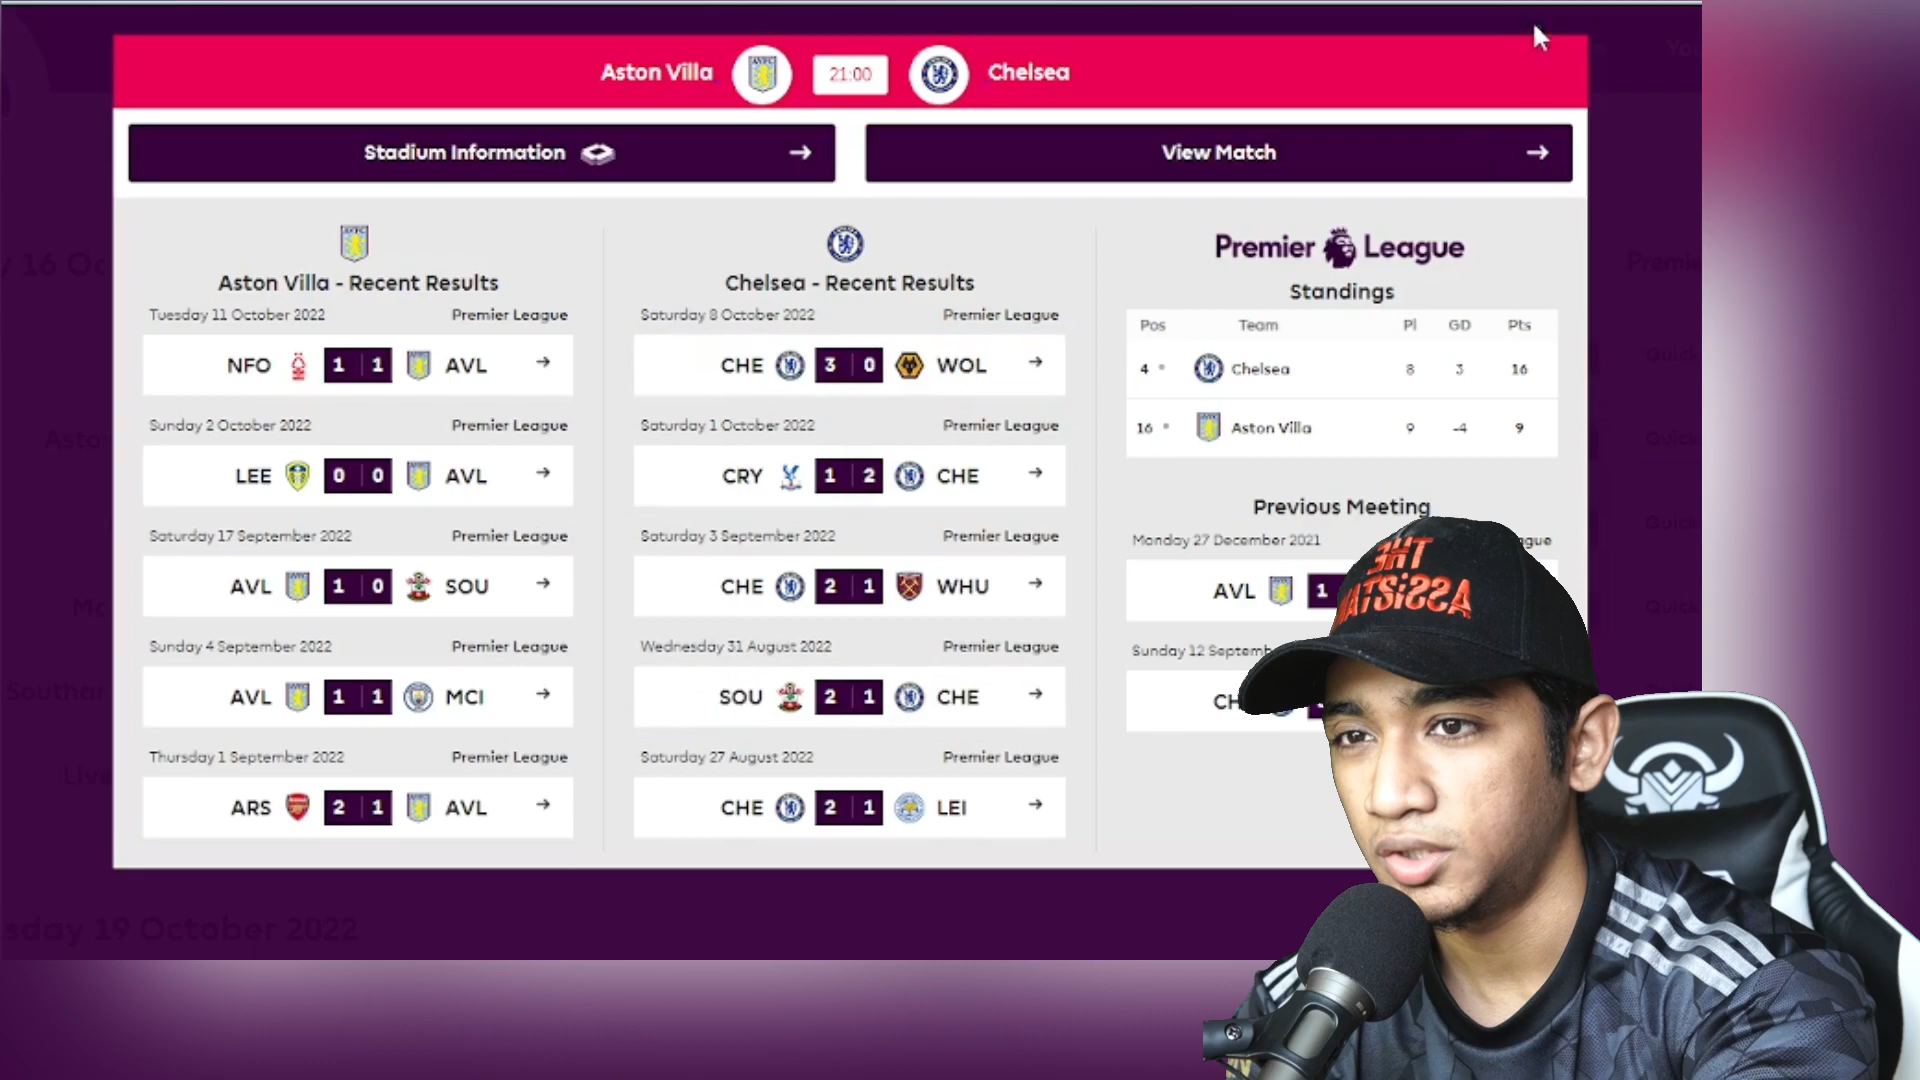 Aston Villa 21:00 Chelsea
Stadium Information →
View Match →
Aston Villa - Recent Results
Tuesday 11 October 2022 Premier League
NFO 1 1 AVL →
Sunday 2 October 2022 Premier League
LEE 0 0 AVL →
Saturday 17 September 2022 Premier League
AVL 1 0 SOU →
Sunday 4 September 2022 Premier League
AVL 1 1 MCI →
Thursday 1 September 2022 Premier League
ARS 2 1 AVL →
Chelsea - Recent Results
Saturday 8 October 2022 Premier League
CHE 3 0 WOL →
Saturday 1 October 2022 Premier League
CRY 1 2 CHE →
Saturday 3 September 2022 Premier League
CHE 2 1 WHU →
Wednesday 31 August 2022 Premier League
SOU 2 1 CHE →
Saturday 27 August 2022 Premier League
CHE 2 1 LEI →
Premier League
Standings
Pos Team Pl GD Pts
4 Chelsea 8 3 16
16 Aston Villa 9 -4 9
Previous Meeting
Monday 27 December 2021
AVL 1
Sunday 12
THE
sday 19 October 2022